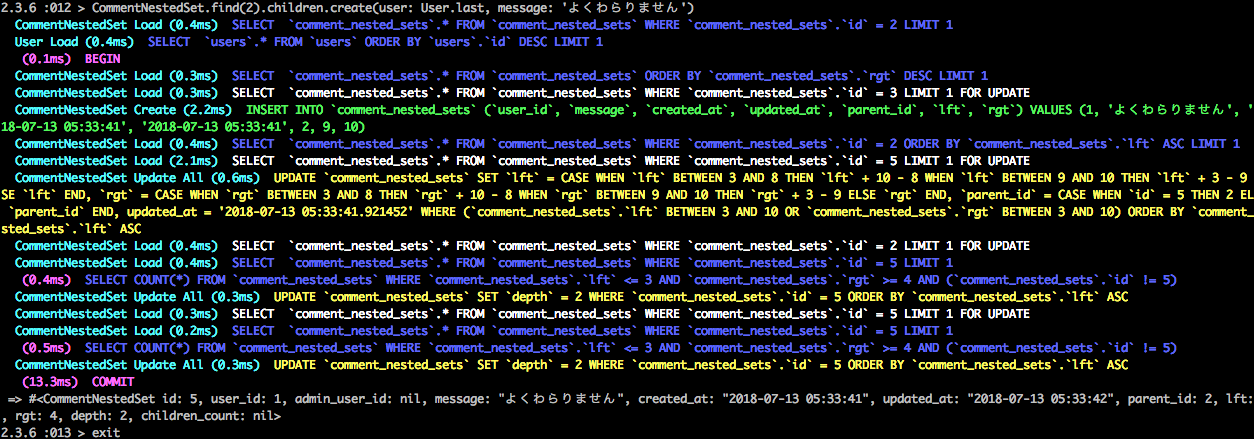 2.3.6 :012 > CommentNestedSet.find(2).children.create(user: User.last, message: 'よくわらりません')
CommentNestedSet Load (0.4ms)  SELECT  `comment_nested_sets`.* FROM `comment_nested_sets` WHERE `comment_nested_sets`.`id` = 2 LIMIT 1
User Load (0.4ms)  SELECT  `users`.* FROM `users` ORDER BY `users`.`id` DESC LIMIT 1
(0.1ms)  BEGIN
CommentNestedSet Load (0.3ms)  SELECT  `comment_nested_sets`.* FROM `comment_nested_sets` ORDER BY `comment_nested_sets`.`rgt` DESC LIMIT 1
CommentNestedSet Load (0.3ms)  SELECT  `comment_nested_sets`.* FROM `comment_nested_sets` WHERE `comment_nested_sets`.`id` = 3 LIMIT 1 FOR UPDATE
CommentNestedSet Create (2.2ms)  INSERT INTO `comment_nested_sets` (`user_id`, `message`, `created_at`, `updated_at`, `parent_id`, `lft`, `rgt`) VALUES (1, 'よくわらりません', '
18-07-13 05:33:41', '2018-07-13 05:33:41', 2, 9, 10)
CommentNestedSet Load (0.4ms)  SELECT  `comment_nested_sets`.* FROM `comment_nested_sets` WHERE `comment_nested_sets`.`id` = 2 ORDER BY `comment_nested_sets`.`lft` ASC LIMIT 1
CommentNestedSet Load (2.1ms)  SELECT  `comment_nested_sets`.* FROM `comment_nested_sets` WHERE `comment_nested_sets`.`id` = 5 LIMIT 1 FOR UPDATE
CommentNestedSet Update All (0.6ms)  UPDATE `comment_nested_sets` SET `lft` = CASE WHEN `lft` BETWEEN 3 AND 8 THEN `lft` + 10 - 8 WHEN `lft` BETWEEN 9 AND 10 THEN `lft` + 3 - 9
SE `lft` END, `rgt` = CASE WHEN `rgt` BETWEEN 3 AND 8 THEN `rgt` + 10 - 8 WHEN `rgt` BETWEEN 9 AND 10 THEN `rgt` + 3 - 9 ELSE `rgt` END, `parent_id` = CASE WHEN `id` = 5 THEN 2 EL
`parent_id` END, updated_at = '2018-07-13 05:33:41.921452' WHERE (`comment_nested_sets`.`lft` BETWEEN 3 AND 10 OR `comment_nested_sets`.`rgt` BETWEEN 3 AND 10) ORDER BY `comment_
sted_sets`.`lft` ASC
CommentNestedSet Load (0.4ms)  SELECT  `comment_nested_sets`.* FROM `comment_nested_sets` WHERE `comment_nested_sets`.`id` = 2 LIMIT 1 FOR UPDATE
CommentNestedSet Load (0.4ms)  SELECT  `comment_nested_sets`.* FROM `comment_nested_sets` WHERE `comment_nested_sets`.`id` = 5 LIMIT 1
(0.4ms)  SELECT COUNT(*) FROM `comment_nested_sets` WHERE `comment_nested_sets`.`lft` <= 3 AND `comment_nested_sets`.`rgt` >= 4 AND (`comment_nested_sets`.`id` != 5)
CommentNestedSet Update All (0.3ms)  UPDATE `comment_nested_sets` SET `depth` = 2 WHERE `comment_nested_sets`.`id` = 5 ORDER BY `comment_nested_sets`.`lft` ASC
CommentNestedSet Load (0.3ms)  SELECT  `comment_nested_sets`.* FROM `comment_nested_sets` WHERE `comment_nested_sets`.`id` = 5 LIMIT 1 FOR UPDATE
CommentNestedSet Load (0.2ms)  SELECT  `comment_nested_sets`.* FROM `comment_nested_sets` WHERE `comment_nested_sets`.`id` = 5 LIMIT 1
(0.5ms)  SELECT COUNT(*) FROM `comment_nested_sets` WHERE `comment_nested_sets`.`lft` <= 3 AND `comment_nested_sets`.`rgt` >= 4 AND (`comment_nested_sets`.`id` != 5)
CommentNestedSet Update All (0.3ms)  UPDATE `comment_nested_sets` SET `depth` = 2 WHERE `comment_nested_sets`.`id` = 5 ORDER BY `comment_nested_sets`.`lft` ASC
(13.3ms)  COMMIT
=> #<CommentNestedSet id: 5, user_id: 1, admin_user_id: nil, message: "よくわらりません", created_at: "2018-07-13 05:33:41", updated_at: "2018-07-13 05:33:42", parent_id: 2, lft:
, rgt: 4, depth: 2, children_count: nil>
2.3.6 :013 > exit